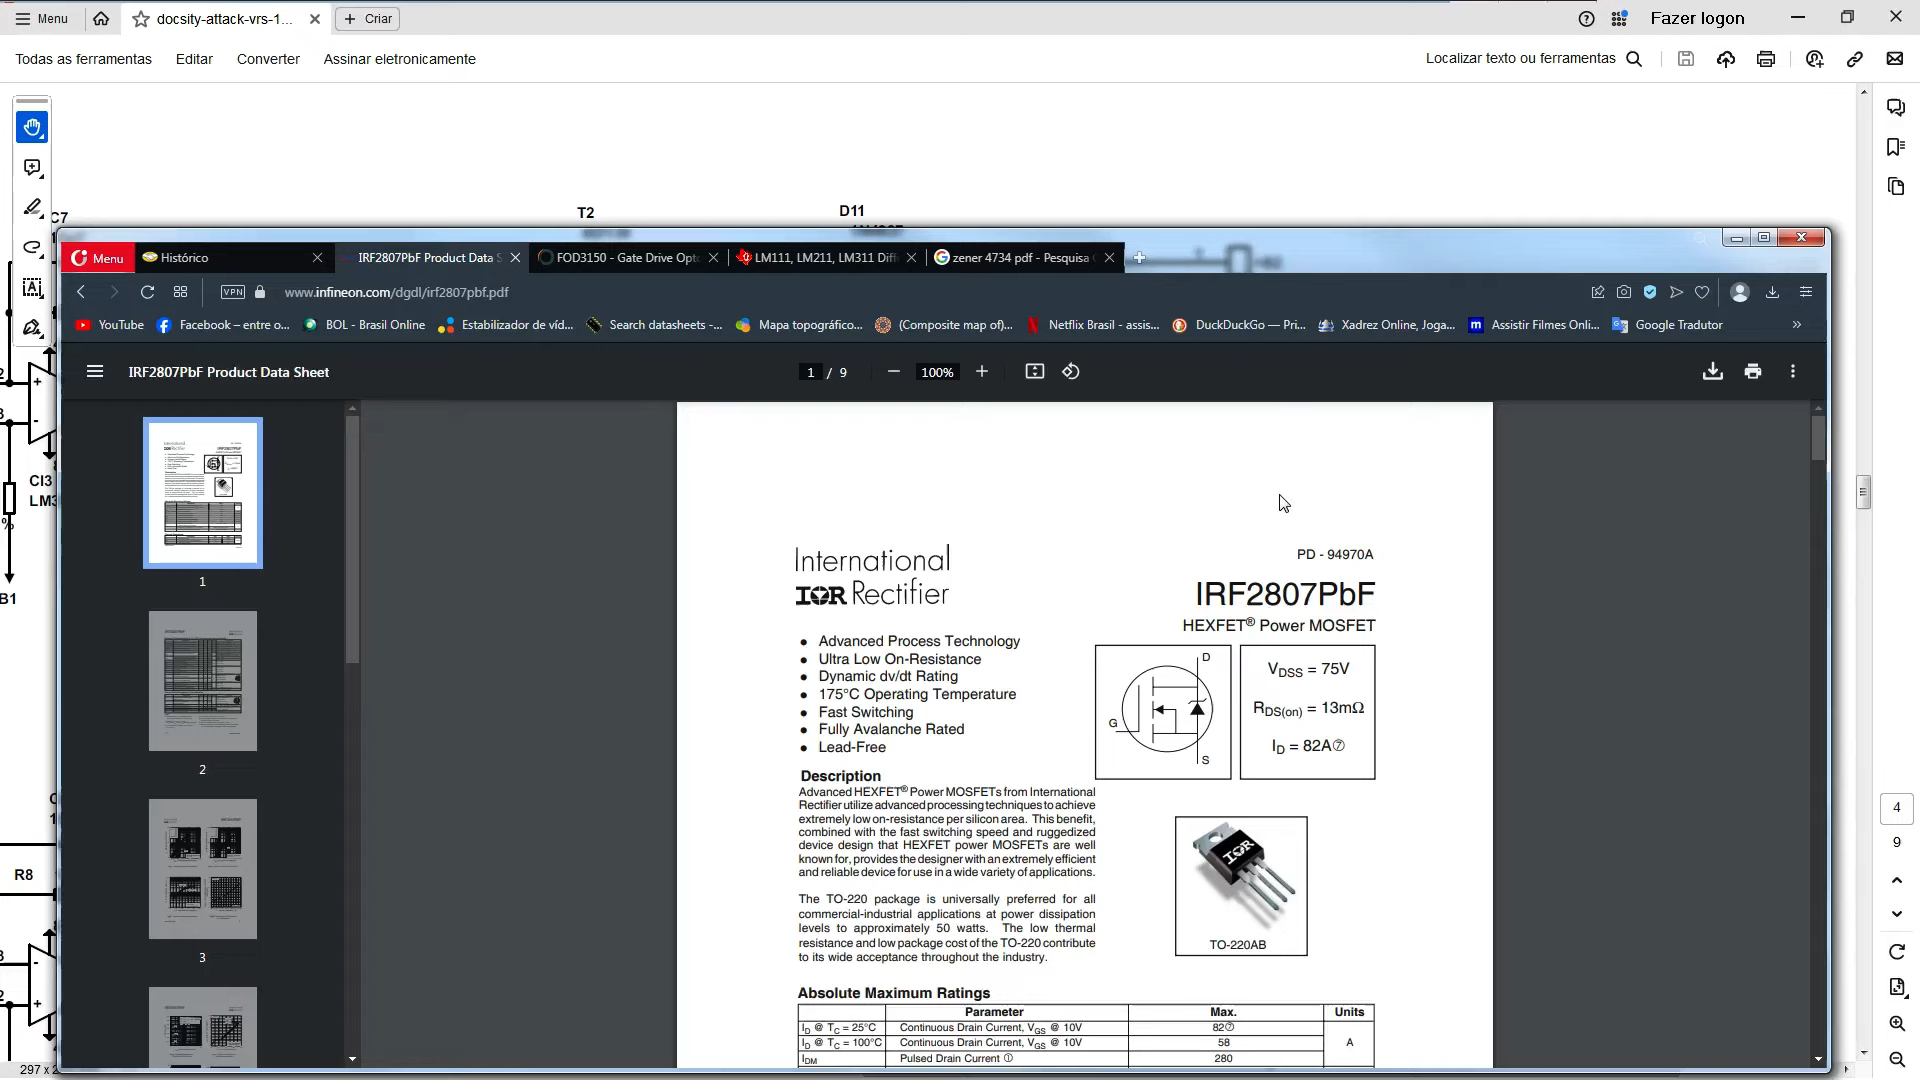 Menu
docsity-attack-vrs-1...
Criar
Fazer logon
Todas as ferramentas
Editar
Converter
Assinar eletronicamente
Localizar texto ou ferramentas
C7
T2
D11
Menu
Histórico
IRF2807PbF Product Data S
FOD3150 - Gate Drive Opto
LM111, LM211, LM311 Diff
zener 4734 pdf - Pesquisa
VPN
www.infineon.com/dgdl/irf2807pbf.pdf
YouTube
Facebook – entre o...
BOL - Brasil Online
Estabilizador de víd...
Search datasheets -...
Mapa topográfico...
(Composite map of)...
Netflix Brasil - assis...
DuckDuckGo — Pri...
Xadrez Online, Joga...
Assistir Filmes Onli...
Google Tradutor
IRF2807PbF Product Data Sheet
1 / 9
100%
1
2
3
CI3
LM3
%
B1
R8
International
IOR Rectifier
PD - 94970A
IRF2807PbF
HEXFET® Power MOSFET
● Advanced Process Technology
● Ultra Low On-Resistance
● Dynamic dv/dt Rating
● 175°C Operating Temperature
● Fast Switching
● Fully Avalanche Rated
● Lead-Free
D
G
S
VDSS = 75V
RDS(on) = 13mΩ
ID = 82A⑦
Description
Advanced HEXFET® Power MOSFETs from International
Rectifier utilize advanced processing techniques to achieve
extremely low on-resistance per silicon area. This benefit,
combined with the fast switching speed and ruggedized
device design that HEXFET power MOSFETs are well
known for, provides the designer with an extremely efficient
and reliable device for use in a wide variety of applications.
The TO-220 package is universally preferred for all
commercial-industrial applications at power dissipation
levels to approximately 50 watts. The low thermal
resistance and low package cost of the TO-220 contribute
to its wide acceptance throughout the industry.
IOR
TO-220AB
Absolute Maximum Ratings
Parameter Max. Units
ID @ TC = 25°C Continuous Drain Current, VGS @ 10V 82⑦
ID @ TC = 100°C Continuous Drain Current, VGS @ 10V 58 A
IDM Pulsed Drain Current ① 280
4
9
297 x 2